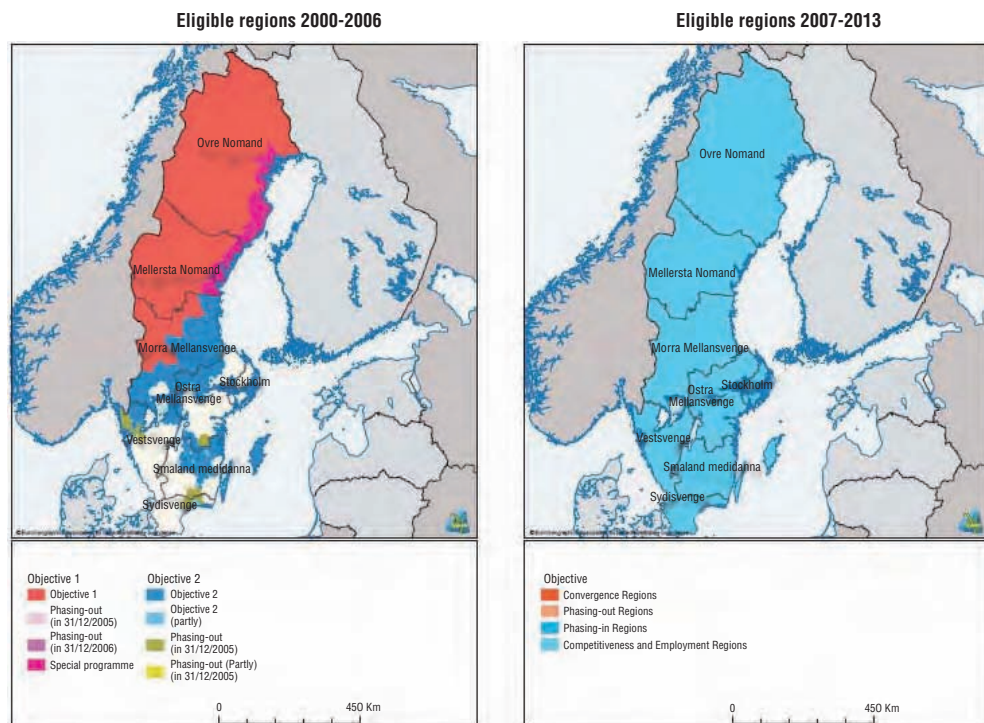 Eligible regions 2000-2006
Ovre Nomand
Mellersta Nomand
Morra Mellansvenge
Stockholm
Ostra
Mellansvenge
Vestsvenge
Smaland medidanna
Sydisvenge
Objective 1
Objective 1
Phasing-out
(in 31/12/2005)
Phasing-out
(in 31/12/2006)
Special programme
Objective 2
Objective 2
Objective 2
(partly)
Phasing-out
(in 31/12/2005)
Phasing-out (Partly)
(in 31/12/2005)
0 450 Km
Eligible regions 2007-2013
Ovre Nomand
Mellersta Nomand
Morra Mellansvenge
Stockholm
Ostra
Mellansvenge
Vestsvenge
Smaland medidanna
Sydisvenge
Objective
Convergence Regions
Phasing-out Regions
Phasing-in Regions
Competitiveness and Employment Regions
0 450 Km